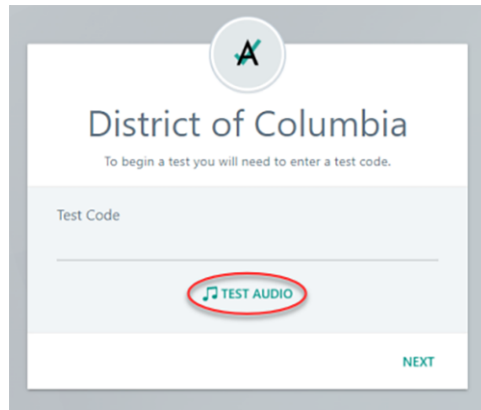 District of Columbia
To begin a test you will need to enter a test code.
Test Code
TEST AUDIO
NEXT